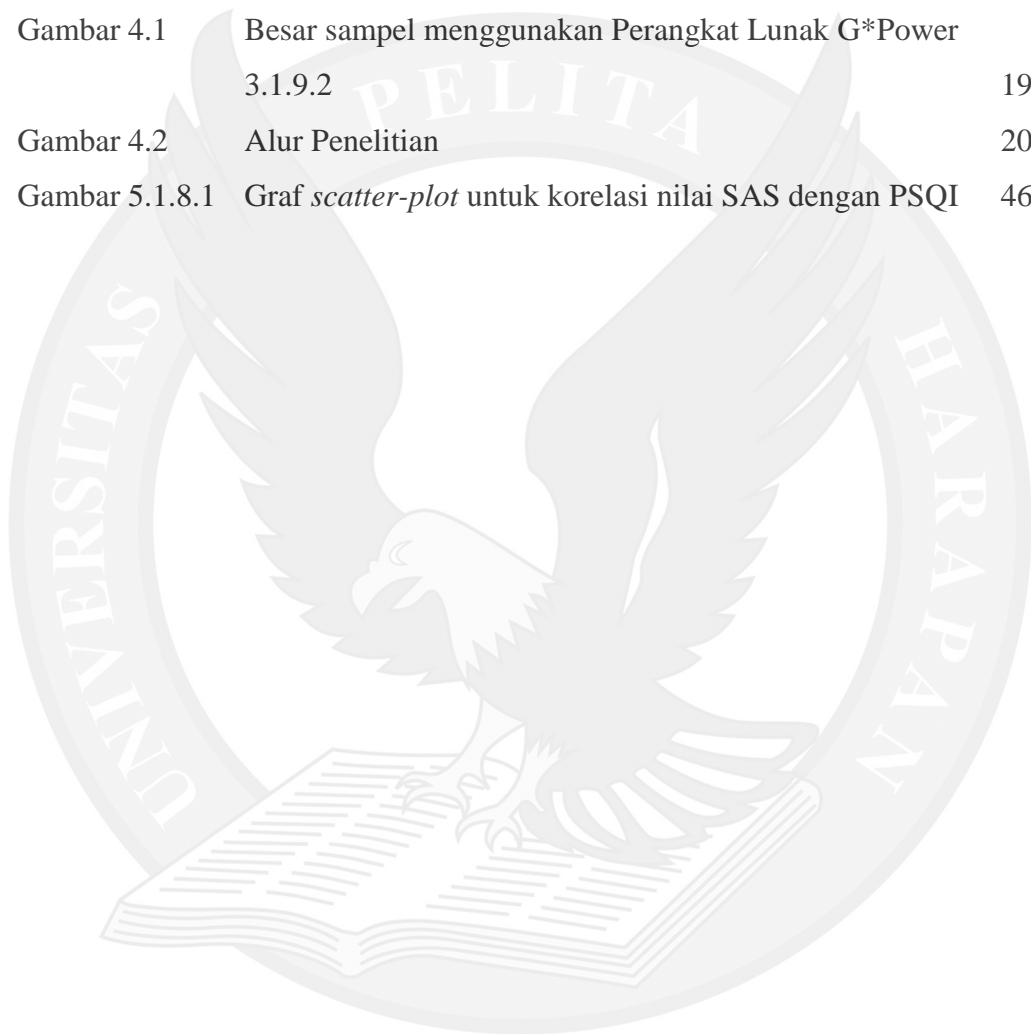 Gambar 4.1 Besar sampel menggunakan Perangkat Lunak G*Power
3.1.9.2 19
Gambar 4.2 Alur Penelitian 20
Gambar 5.1.8.1 Graf scatter-plot untuk korelasi nilai SAS dengan PSQI 46
UNIVERSITAS PELITA HARAPAN